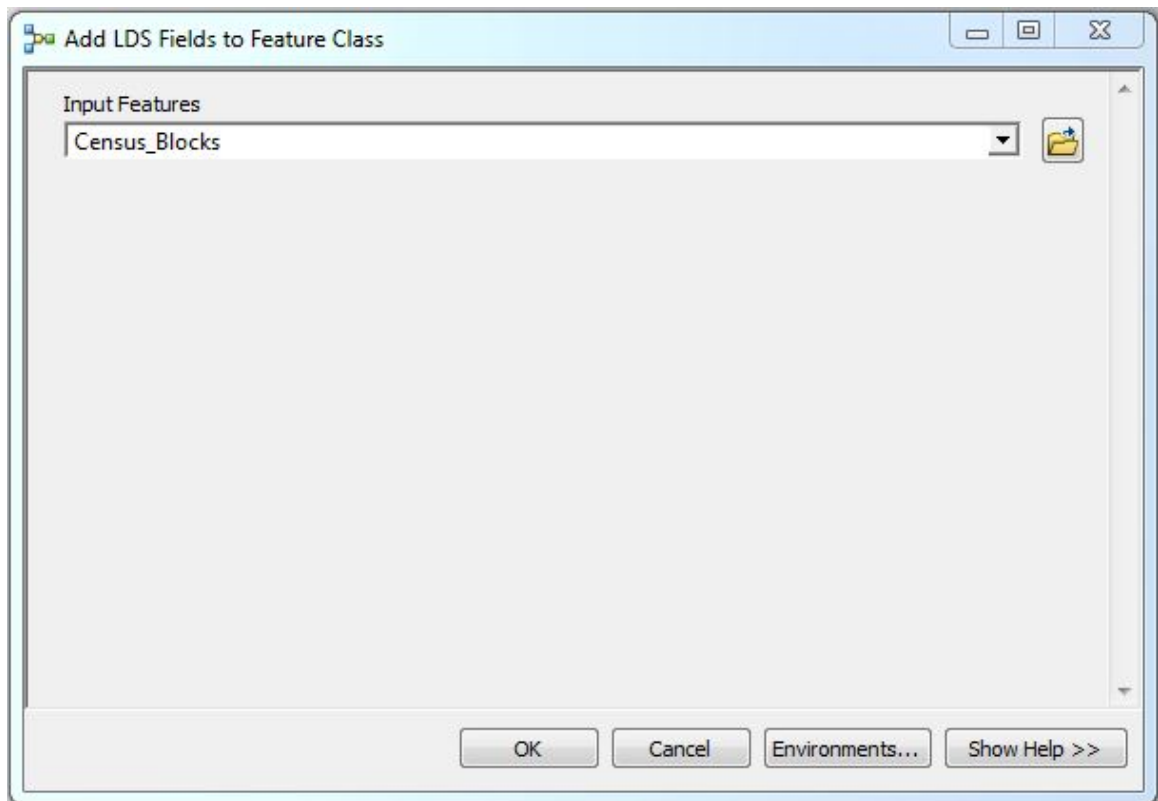 Add LDS Fields to Feature Class
Input Features
Census_Blocks
OK Cancel Environments... Show Help >>